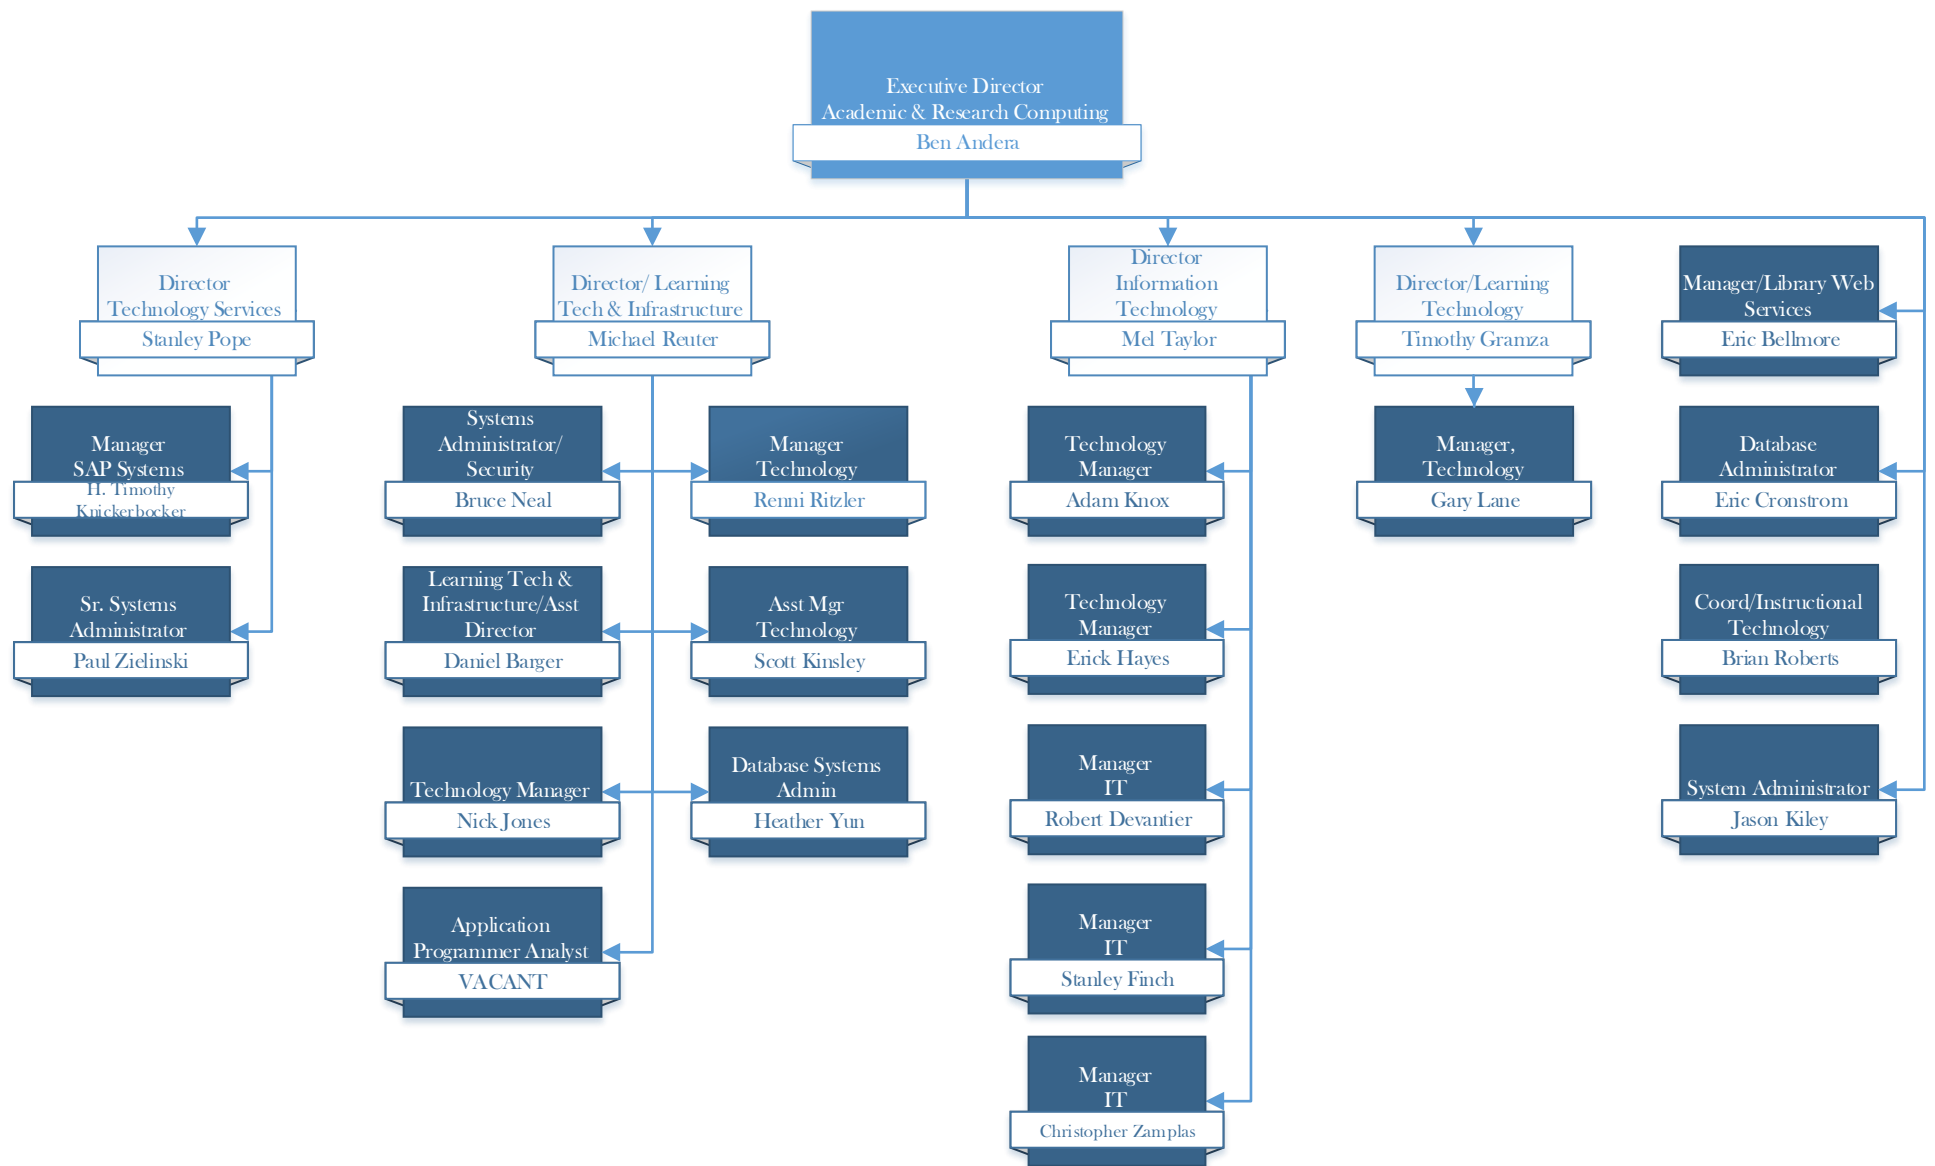 Executive Director
Academic & Research Computing
Ben Andera
Director
Technology Services
Stanley Pope
Director/ Learning
Tech & Infrastructure
Michael Reuter
Director
Information
Technology
Mel Taylor
Director/Learning
Technology
Timothy Gramza
Manager/Library Web
Services
Eric Bellmore
Manager
SAP Systems
H. Timothy
Knickerbocker
Systems
Administrator/
Security
Bruce Neal
Manager
Technology
Renni Ritzler
Technology
Manager
Adam Knox
Manager,
Technology
Gary Lane
Database
Administrator
Eric Cronstrom
Sr. Systems
Administrator
Paul Zielinski
Learning Tech &
Infrastructure/Asst
Director
Daniel Barger
Asst Mgr
Technology
Scott Kinsley
Technology
Manager
Erick Hayes
Coord/Instructional
Technology
Brian Roberts
Technology Manager
Nick Jones
Database Systems
Admin
Heather Yun
Manager
IT
Robert Devantier
System Administrator
Jason Kiley
Application
Programmer Analyst
VACANT
Manager
IT
Stanley Finch
Manager
IT
Christopher Zamplas